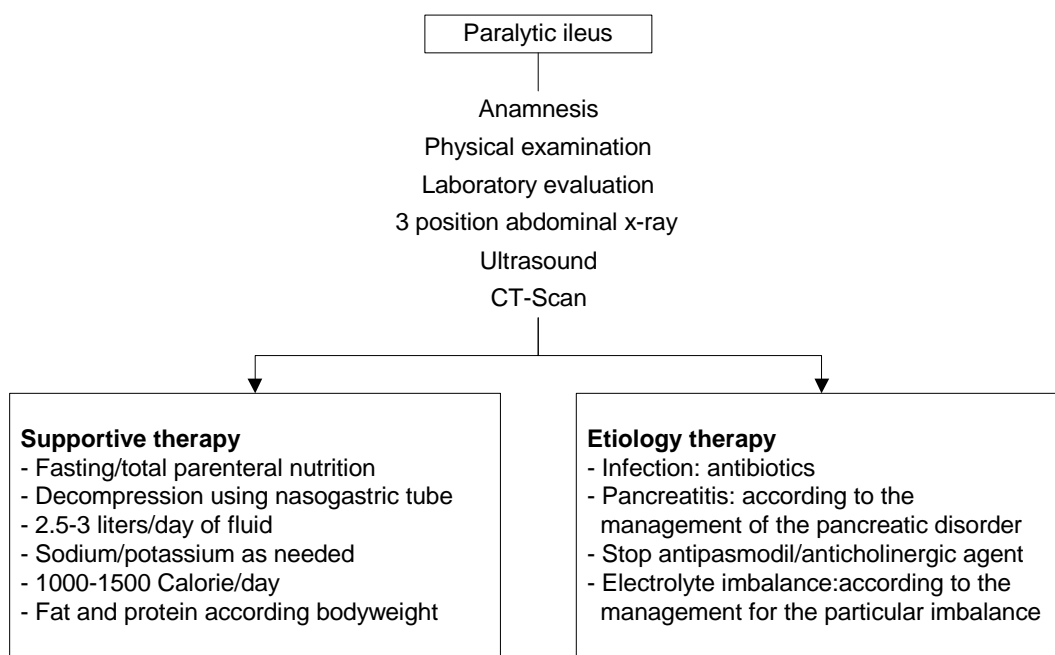 Paralytic ileus
Anamnesis
Physical examination
Laboratory evaluation
3 position abdominal x-ray
Ultrasound
CT-Scan
Supportive therapy
- Fasting/total parenteral nutrition
- Decompression using nasogastric tube
- 2.5-3 liters/day of fluid
- Sodium/potassium as needed
- 1000-1500 Calorie/day
- Fat and protein according bodyweight
Etiology therapy
- Infection: antibiotics
- Pancreatitis: according to the
management of the pancreatic disorder
- Stop antipasmodil/anticholinergic agent
- Electrolyte imbalance:according to the
management for the particular imbalance